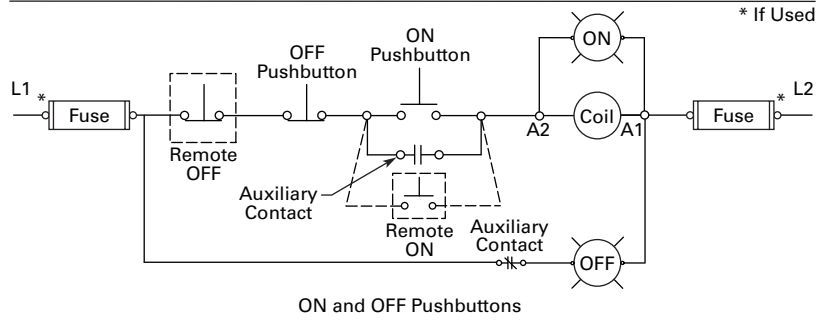 * If Used
ON
ON
Pushbutton
OFF
Pushbutton
L1
*
Fuse
Remote
OFF
A2
Coil
A1
Fuse
*
L2
Auxiliary
Contact
Remote
ON
Auxiliary
Contact
OFF
ON and OFF Pushbuttons